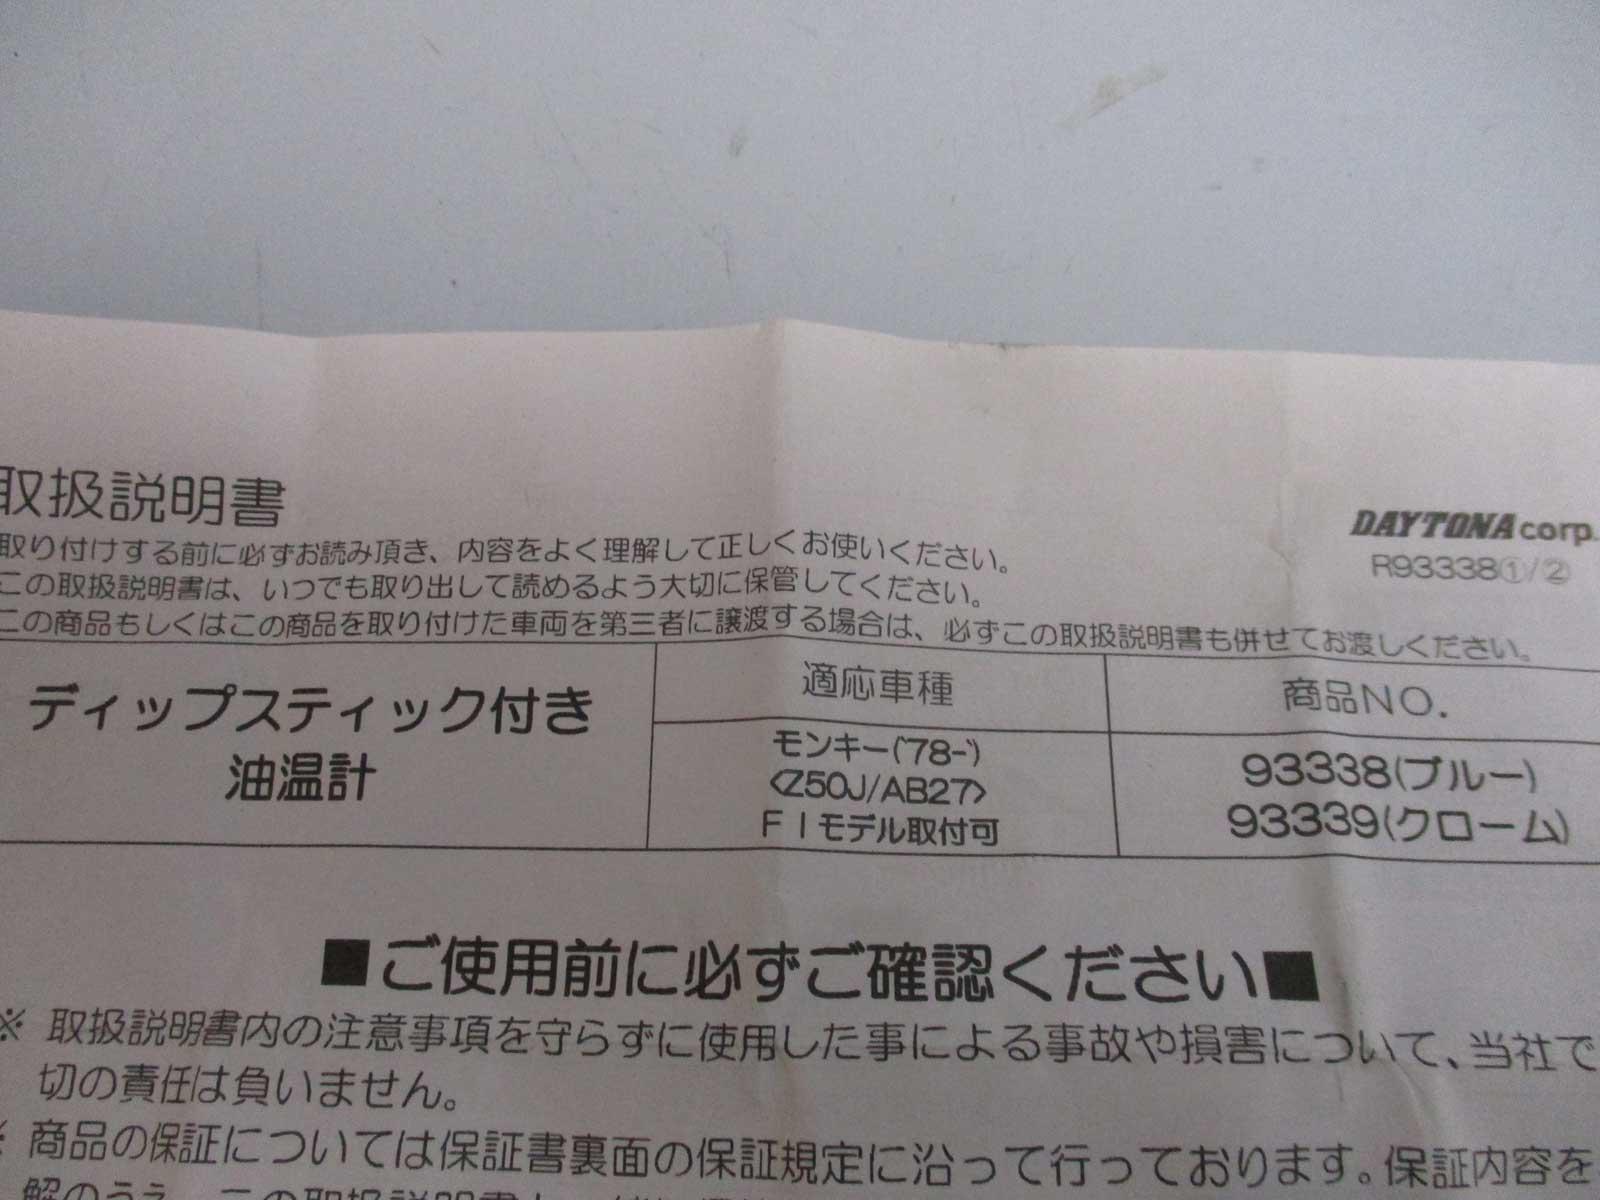 取扱説明書
DAYTONA corp.
R93338①/②
取り付けする前に必ずお読み頂き、内容をよく理解して正しくお使いください。
この取扱説明書は、いつでも取り出して読めるよう大切に保管してください。
この商品もしくはこの商品を取り付けた車両を第三者に譲渡する場合は、必ずこの取扱説明書も併せてお渡しください。
ディップスティック付き
油温計
適応車種
モンキー('78-)
<Z50J/AB27>
FIモデル取付可
商品NO.
93338(ブルー)
93339(クローム)
■ご使用前に必ずご確認ください■
※ 取扱説明書内の注意事項を守らずに使用した事による事故や損害について、当社で
切の責任は負いません。
※ 商品の保証については保証書裏面の保証規定に沿って行っております。保証内容を
解のうえ、この取扱説明書